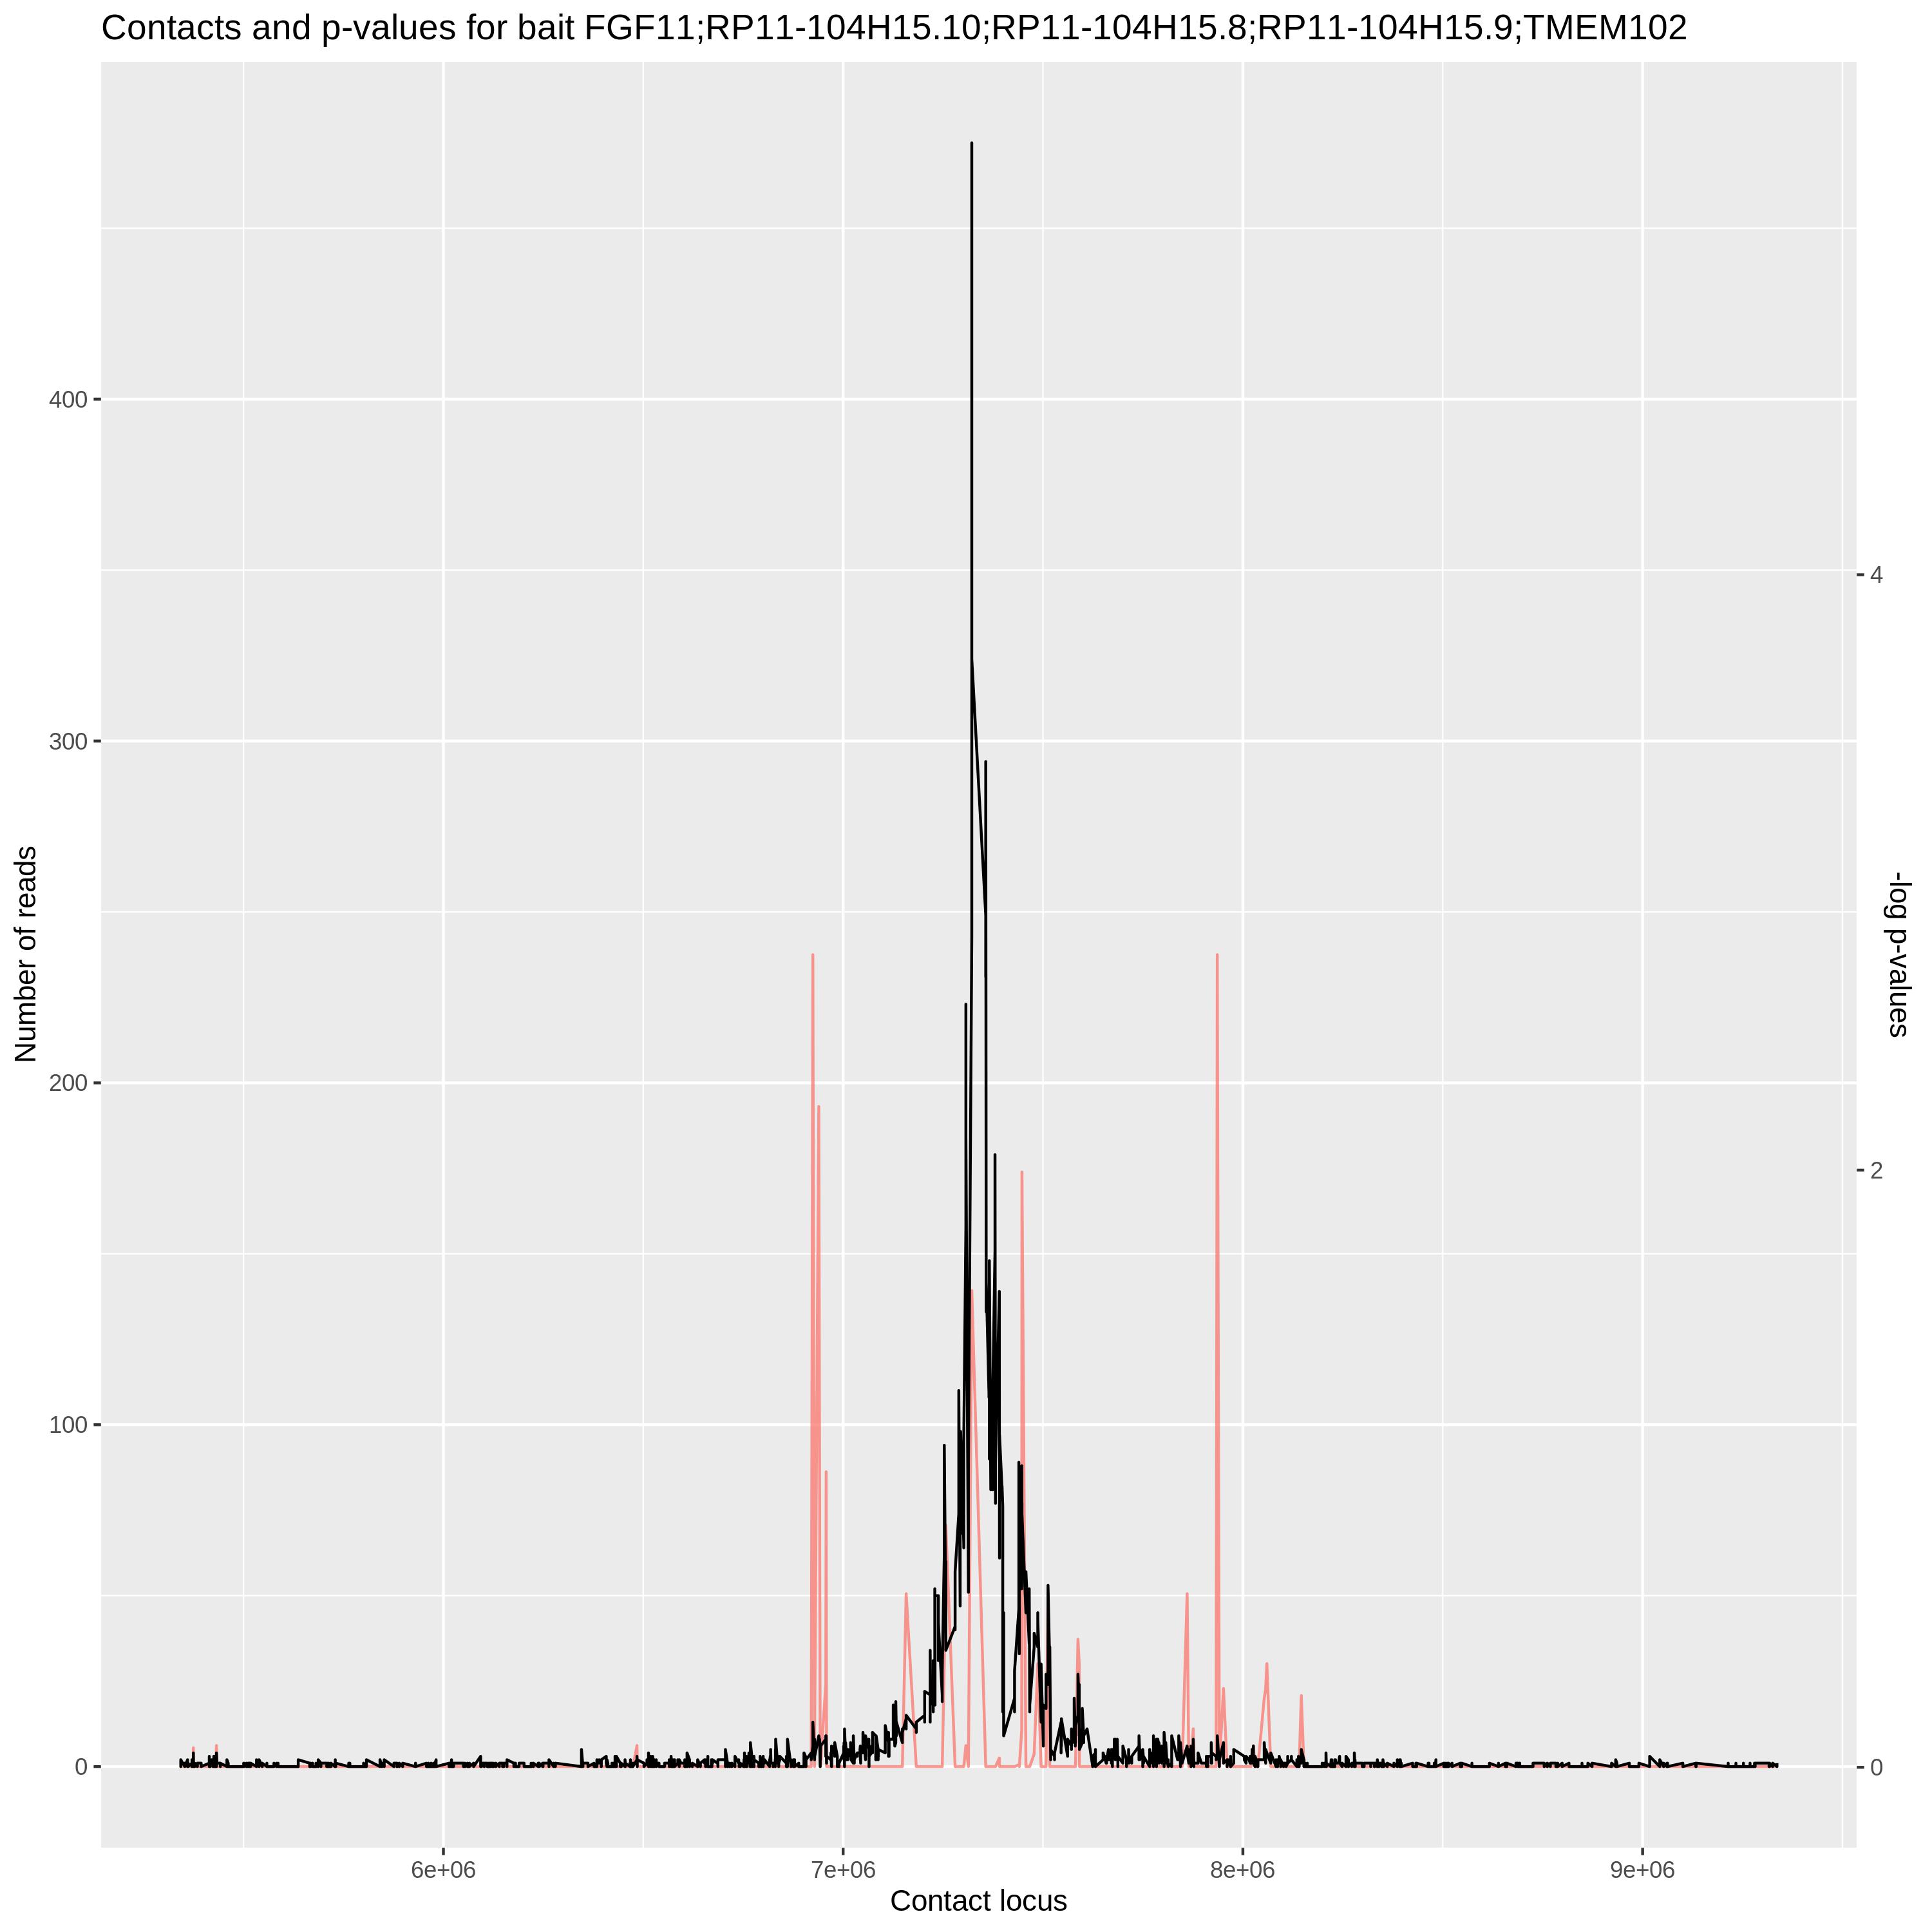 Contacts and p-values for bait FGF11;RP11-104H15.10;RP11-104H15.8;RP11-104H15.9;TMEM102
400
300
200
100
0
Number of reads
4
2
0
-log p-values
6e+06
7e+06
8e+06
9e+06
Contact locus